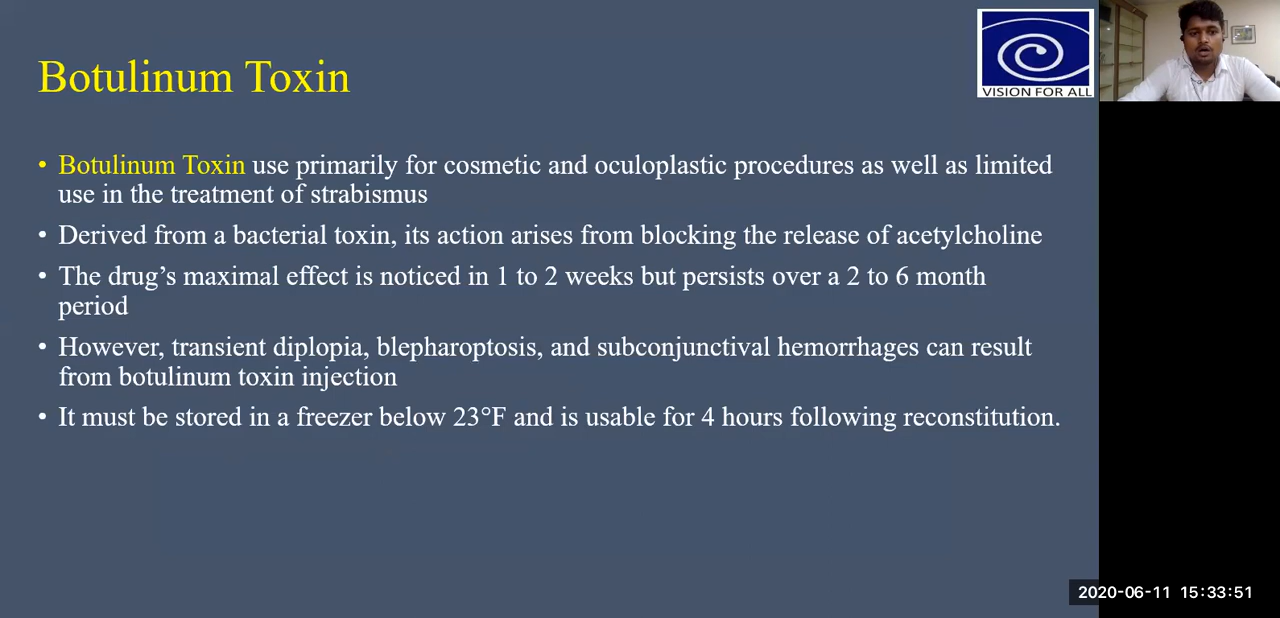 Botulinum Toxin
VISION FOR ALL
• Botulinum Toxin use primarily for cosmetic and oculoplastic procedures as well as limited
use in the treatment of strabismus
• Derived from a bacterial toxin, its action arises from blocking the release of acetylcholine
• The drug’s maximal effect is noticed in 1 to 2 weeks but persists over a 2 to 6 month
period
• However, transient diplopia, blepharoptosis, and subconjunctival hemorrhages can result
from botulinum toxin injection
• It must be stored in a freezer below 23°F and is usable for 4 hours following reconstitution.
2020-06-11 15:33:51